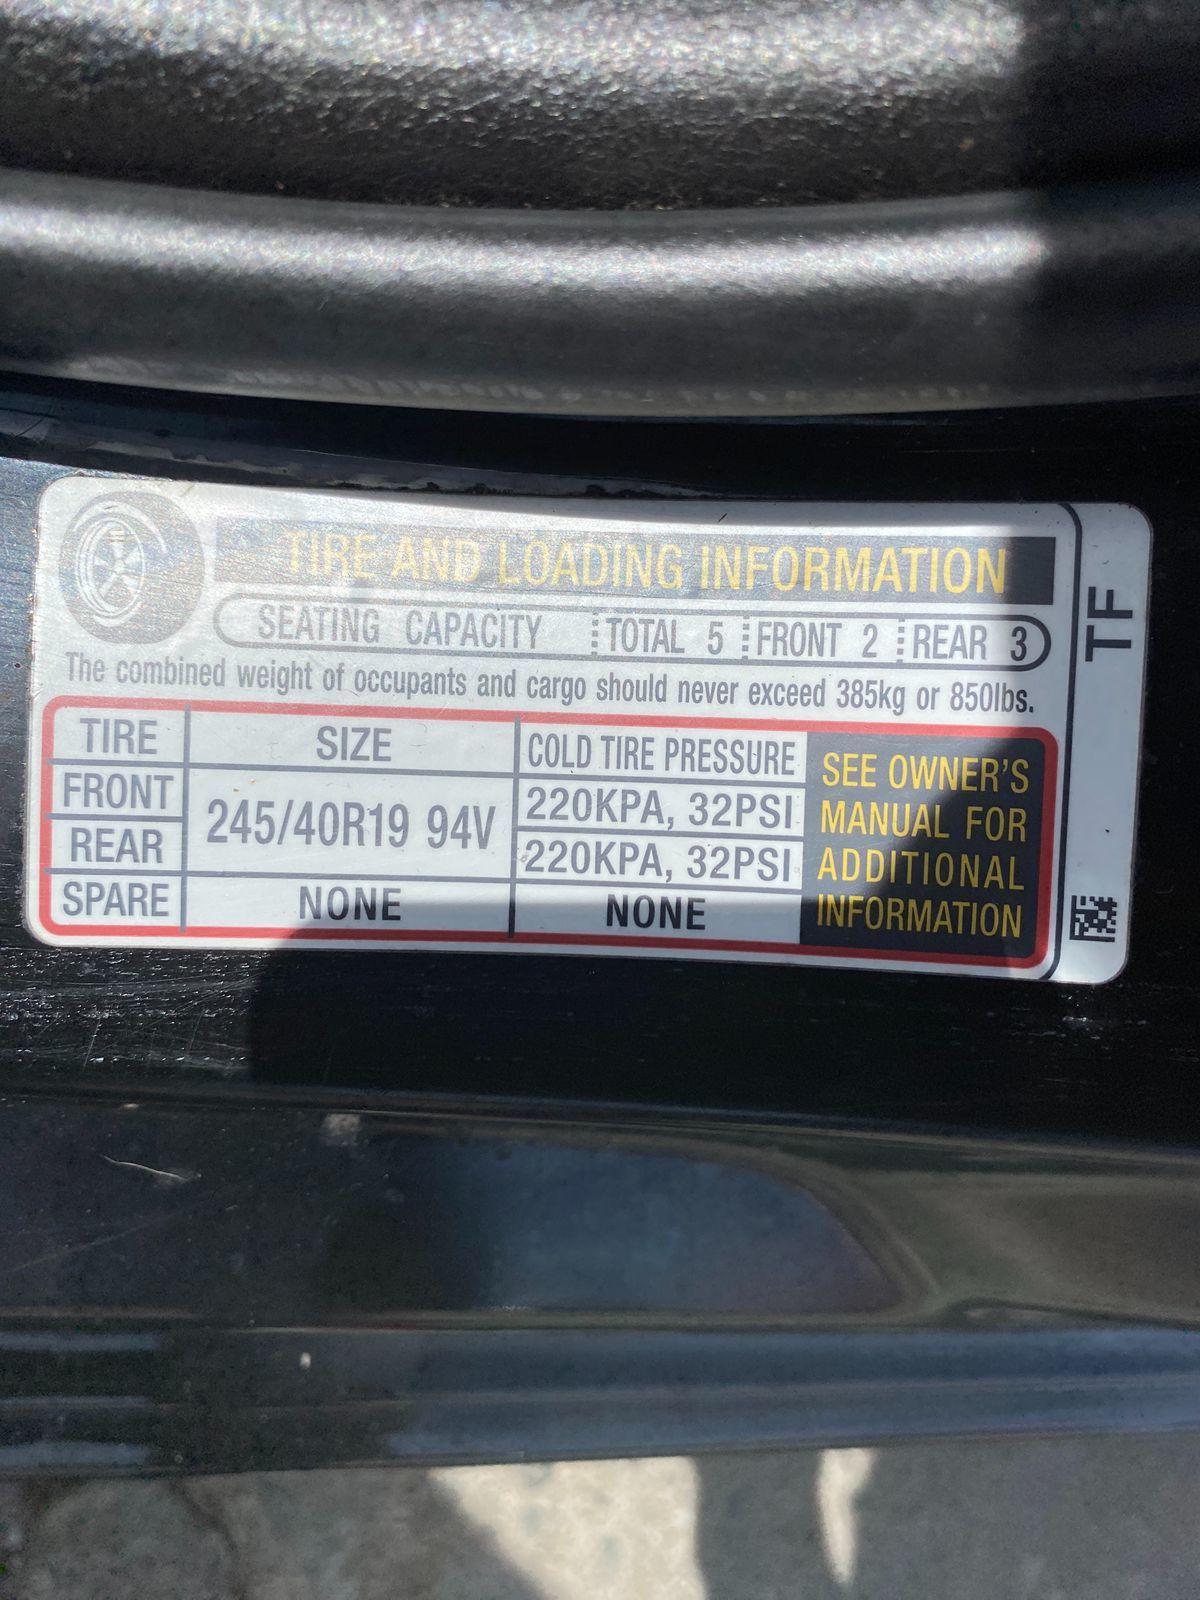 TIRE AND LOADING INFORMATION
SEATING CAPACITY TOTAL 5 FRONT 2 REAR 3
The combined weight of occupants and cargo should never exceed 385kg or 850lbs.
TIRE SIZE COLD TIRE PRESSURE
FRONT 245/40R19 94V 220KPA, 32PSI
REAR 220KPA, 32PSI
SPARE NONE NONE
SEE OWNER'S
MANUAL FOR
ADDITIONAL
INFORMATION
TF